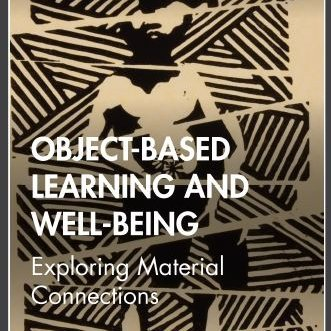 OBJECT-BASED
LEARNING AND
WELL-BEING
Exploring Material
Connections